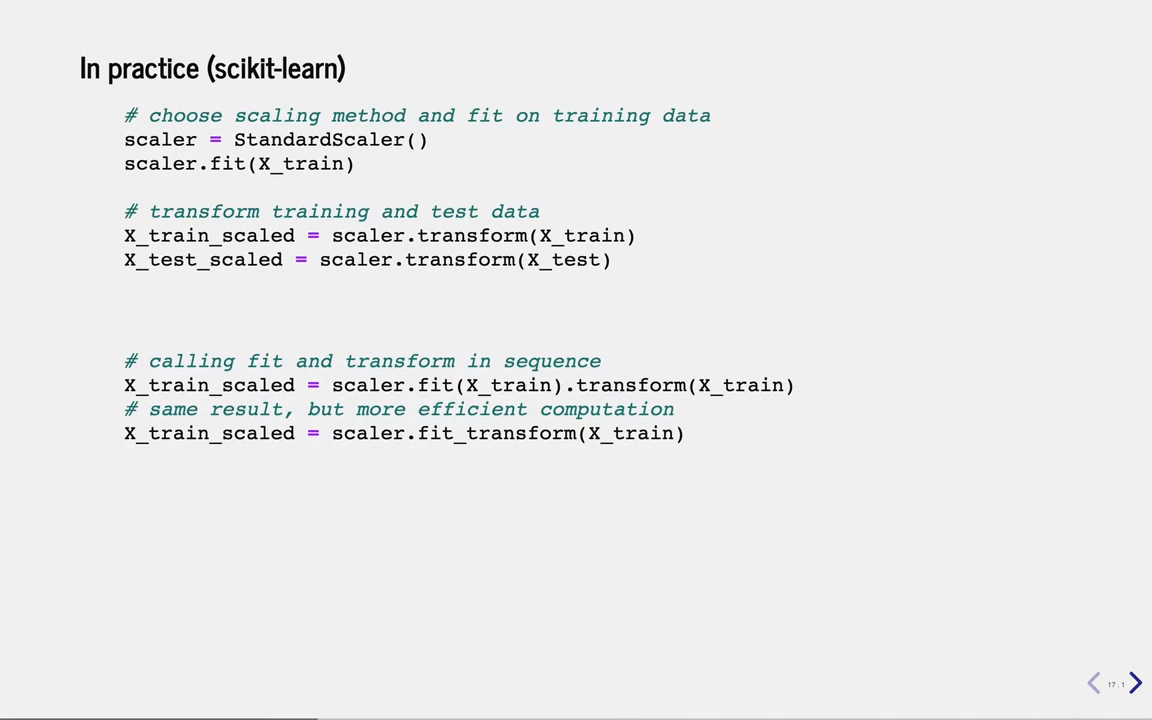 In practice (scikit-learn)
# choose scaling method and fit on training data
scaler = StandardScaler()
scaler.fit(X_train)
# transform training and test data
X_train_scaled = scaler.transform(X_train)
X_test_scaled = scaler.transform(X_test)
# calling fit and transform in sequence
X_train_scaled = scaler.fit(X_train).transform(X_train)
# same result, but more efficient computation
X_train_scaled = scaler.fit_transform(X_train)
17.1